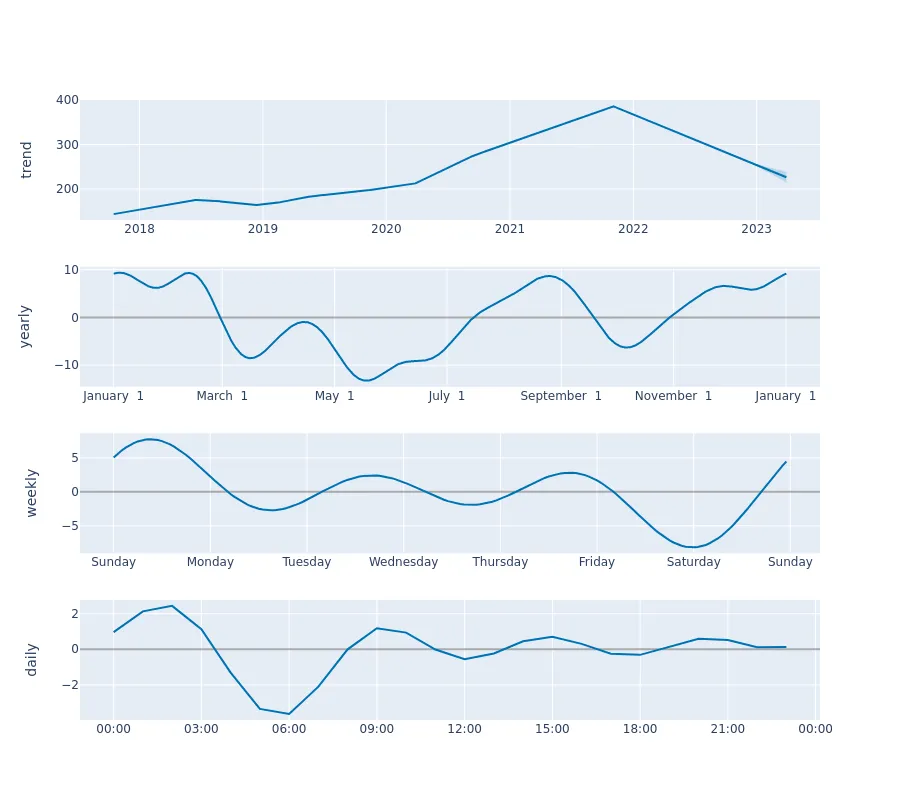 trend
400
300
200
2018 2019 2020 2021 2022 2023
yearly
10
0
−10
January 1 March 1 May 1 July 1 September 1 November 1 January 1
weekly
5
0
−5
Sunday Monday Tuesday Wednesday Thursday Friday Saturday Sunday
daily
2
0
−2
00:00 03:00 06:00 09:00 12:00 15:00 18:00 21:00 00:00